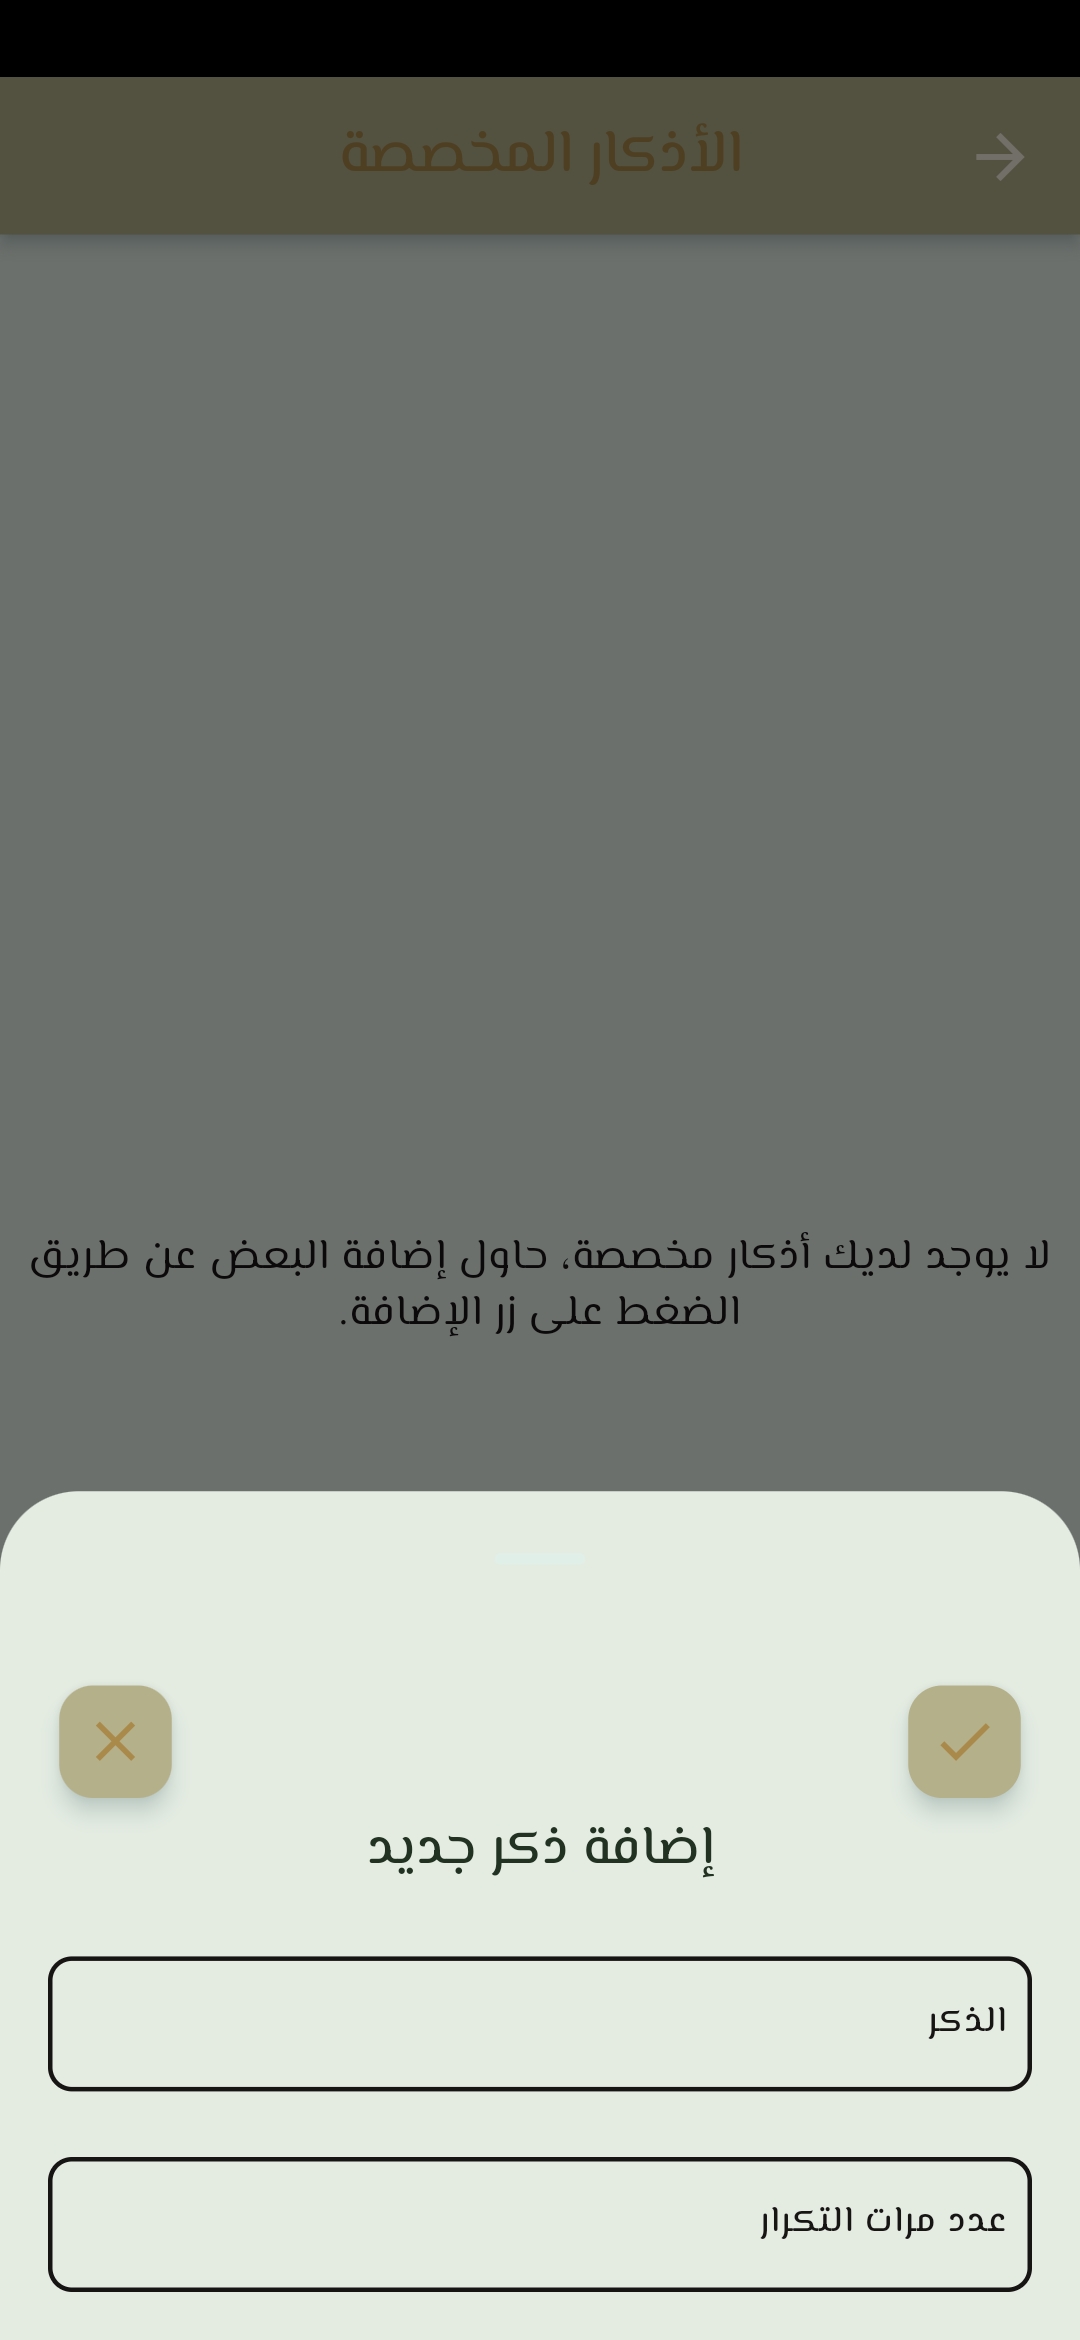 الأذكار المخصصة
لا يوجد لديك أذكار مخصصة، حاول إضافة البعض عن طريق
الضغط على زر الإضافة.
إضافة ذكر جديد
الذكر
عدد مرات التكرار